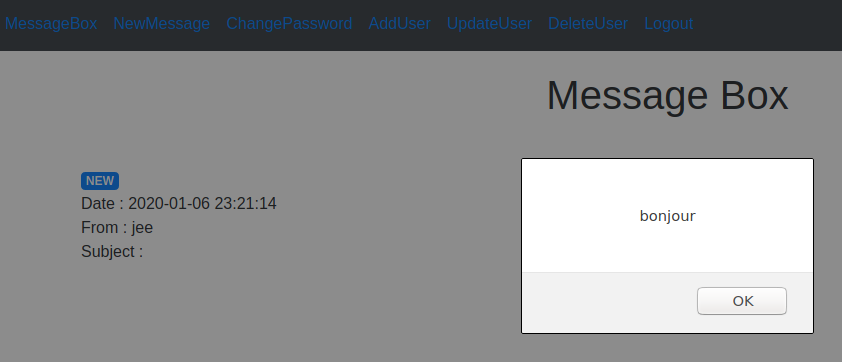 MessageBox NewMessage ChangePassword AddUser UpdateUser DeleteUser Logout
Message Box
NEW
Date : 2020-01-06 23:21:14
From : jee
Subject :
bonjour
OK